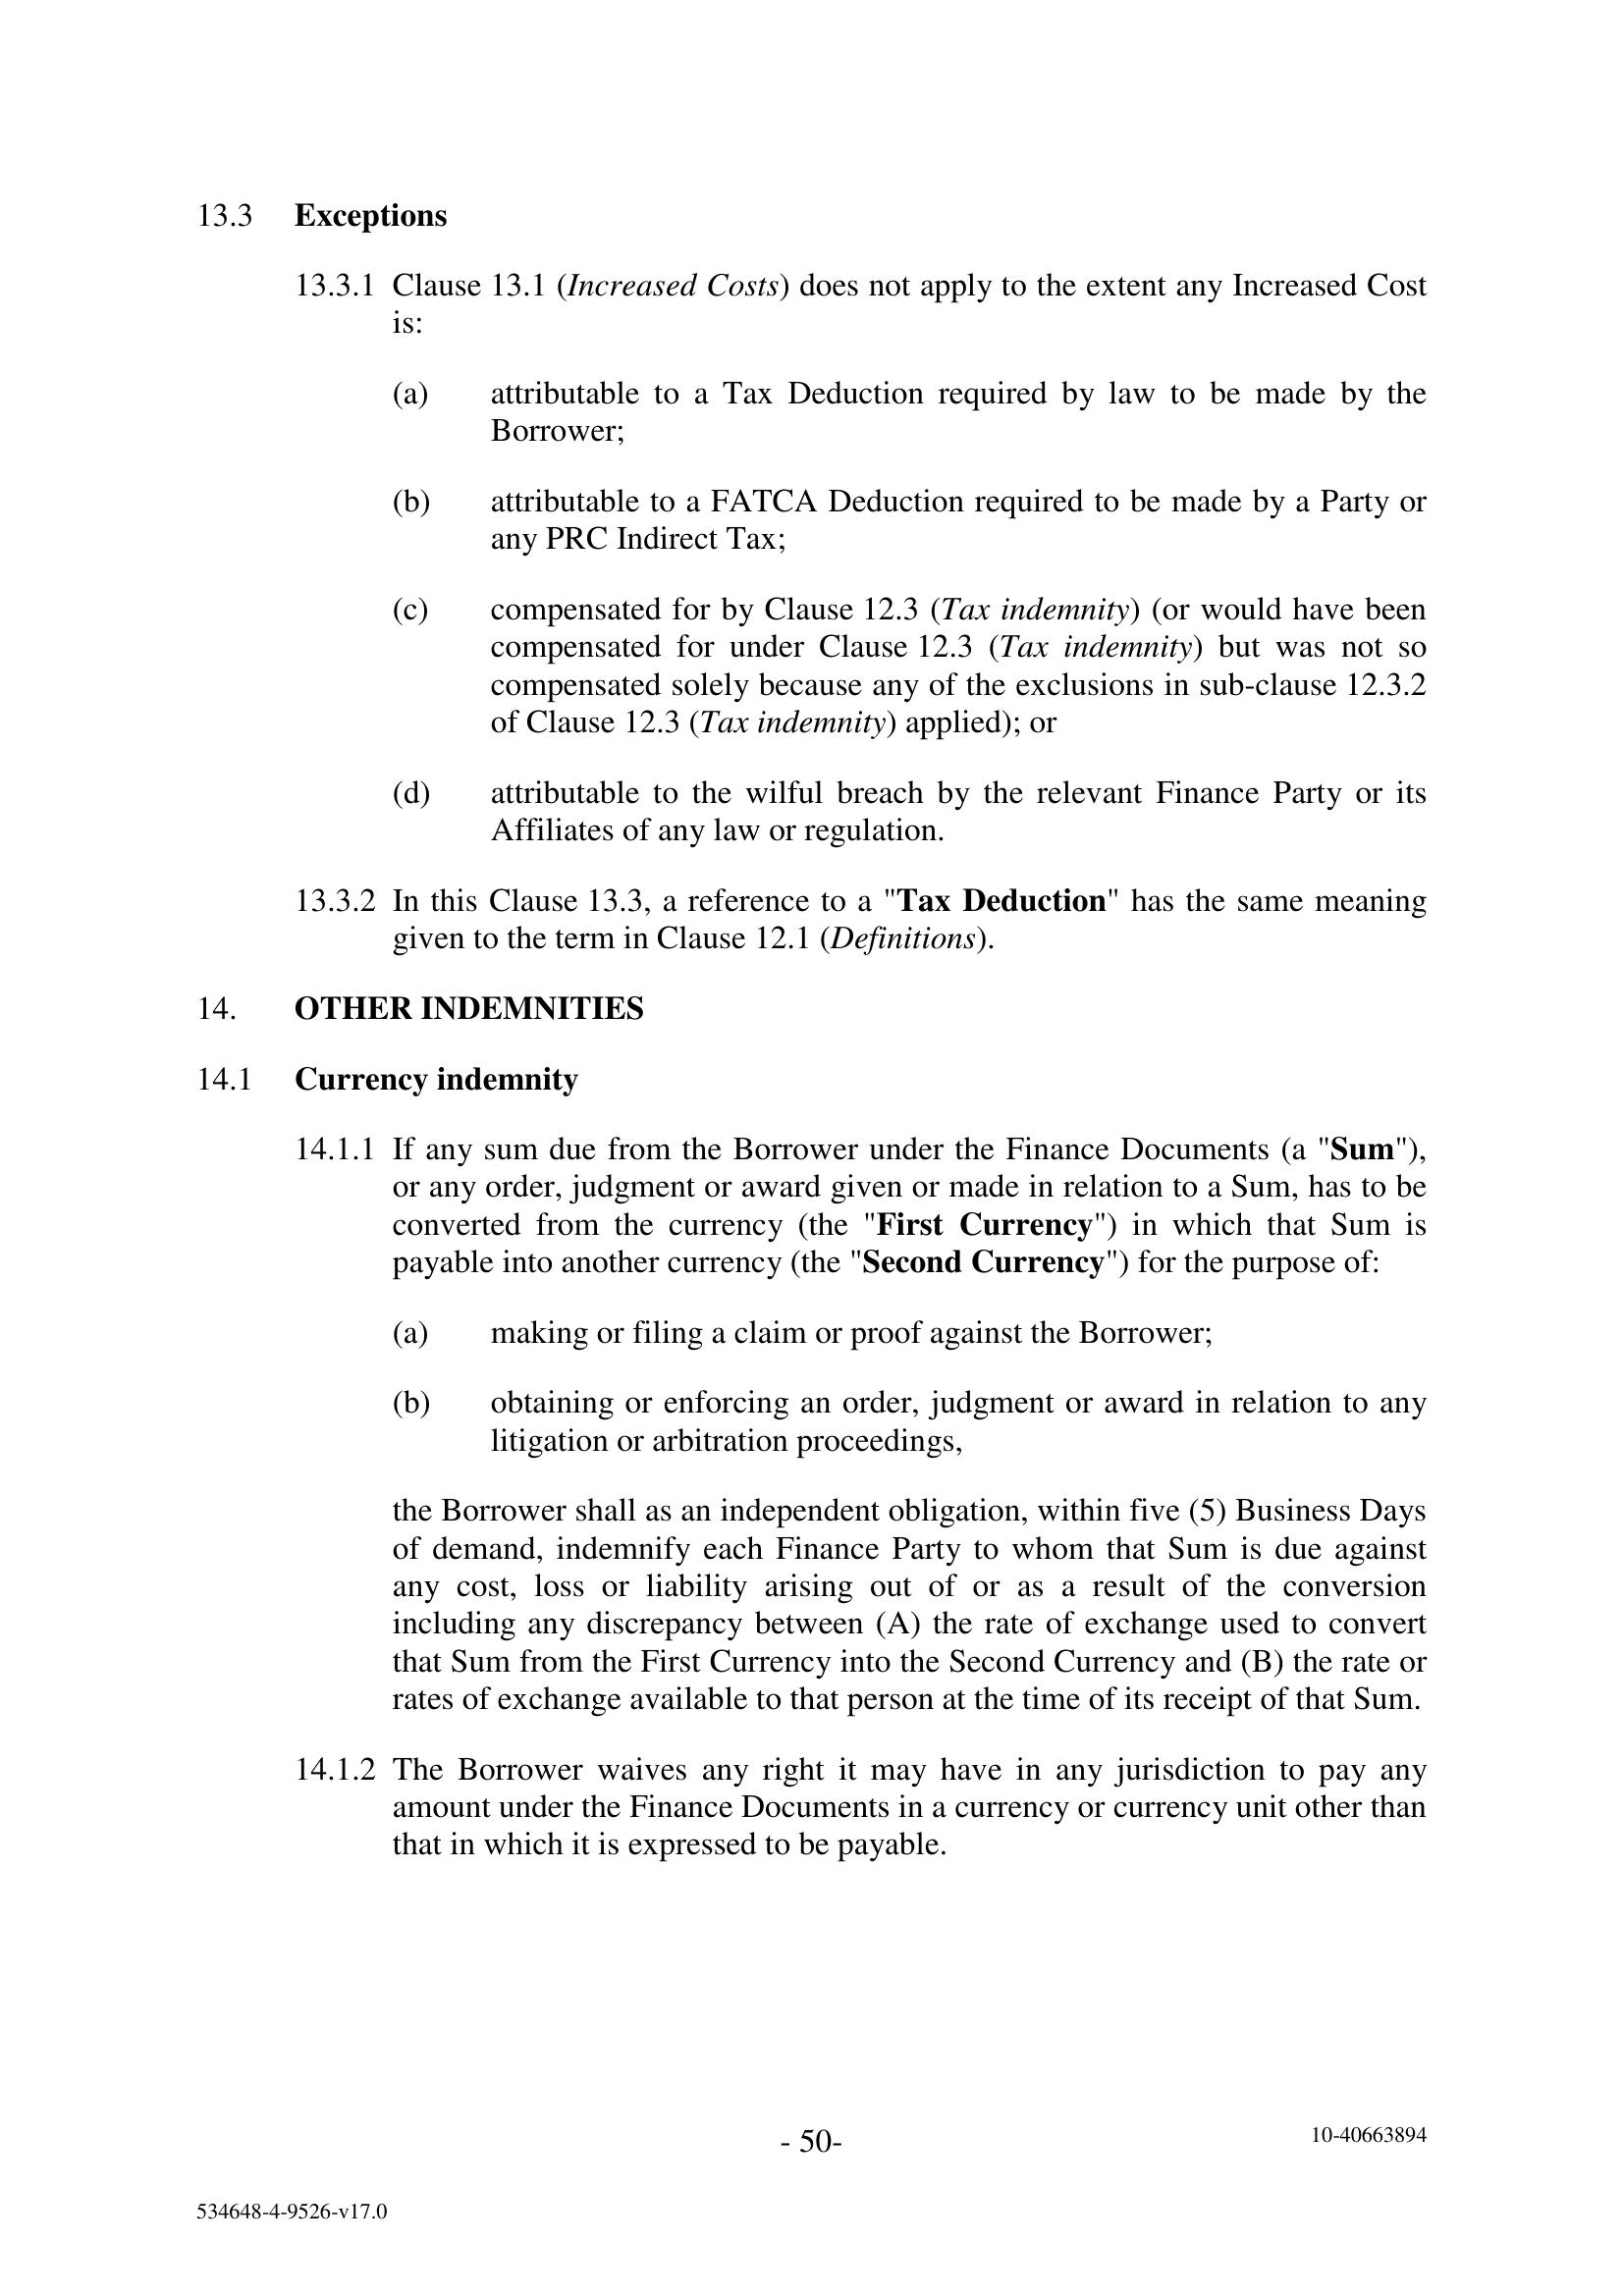 13.3 Exceptions
13.3.1 Clause 13.1 (Increased Costs) does not apply to the extent any Increased Cost
is:
(a) attributable to a Tax Deduction required by law to be made by the
Borrower;
(b) attributable to a FATCA Deduction required to be made by a Party or
any PRC Indirect Tax;
(c) compensated for by Clause 12.3 (Tax indemnity) (or would have been
compensated for under Clause 12.3 (Tax indemnity) but was not so
compensated solely because any of the exclusions in sub-clause 12.3.2
of Clause 12.3 (Tax indemnity) applied); or
(d) attributable to the wilful breach by the relevant Finance Party or its
Affiliates of any law or regulation.
13.3.2 In this Clause 13.3, a reference to a "Tax Deduction" has the same meaning
given to the term in Clause 12.1 (Definitions).
14. OTHER INDEMNITIES
14.1 Currency indemnity
14.1.1 If any sum due from the Borrower under the Finance Documents (a "Sum"),
or any order, judgment or award given or made in relation to a Sum, has to be
converted from the currency (the "First Currency") in which that Sum is
payable into another currency (the "Second Currency") for the purpose of:
(a) making or filing a claim or proof against the Borrower;
(b) obtaining or enforcing an order, judgment or award in relation to any
litigation or arbitration proceedings,
the Borrower shall as an independent obligation, within five (5) Business Days
of demand, indemnify each Finance Party to whom that Sum is due against
any cost, loss or liability arising out of or as a result of the conversion
including any discrepancy between (A) the rate of exchange used to convert
that Sum from the First Currency into the Second Currency and (B) the rate or
rates of exchange available to that person at the time of its receipt of that Sum.
14.1.2 The Borrower waives any right it may have in any jurisdiction to pay any
amount under the Finance Documents in a currency or currency unit other than
that in which it is expressed to be payable.
- 50-
10-40663894
534648-4-9526-v17.0